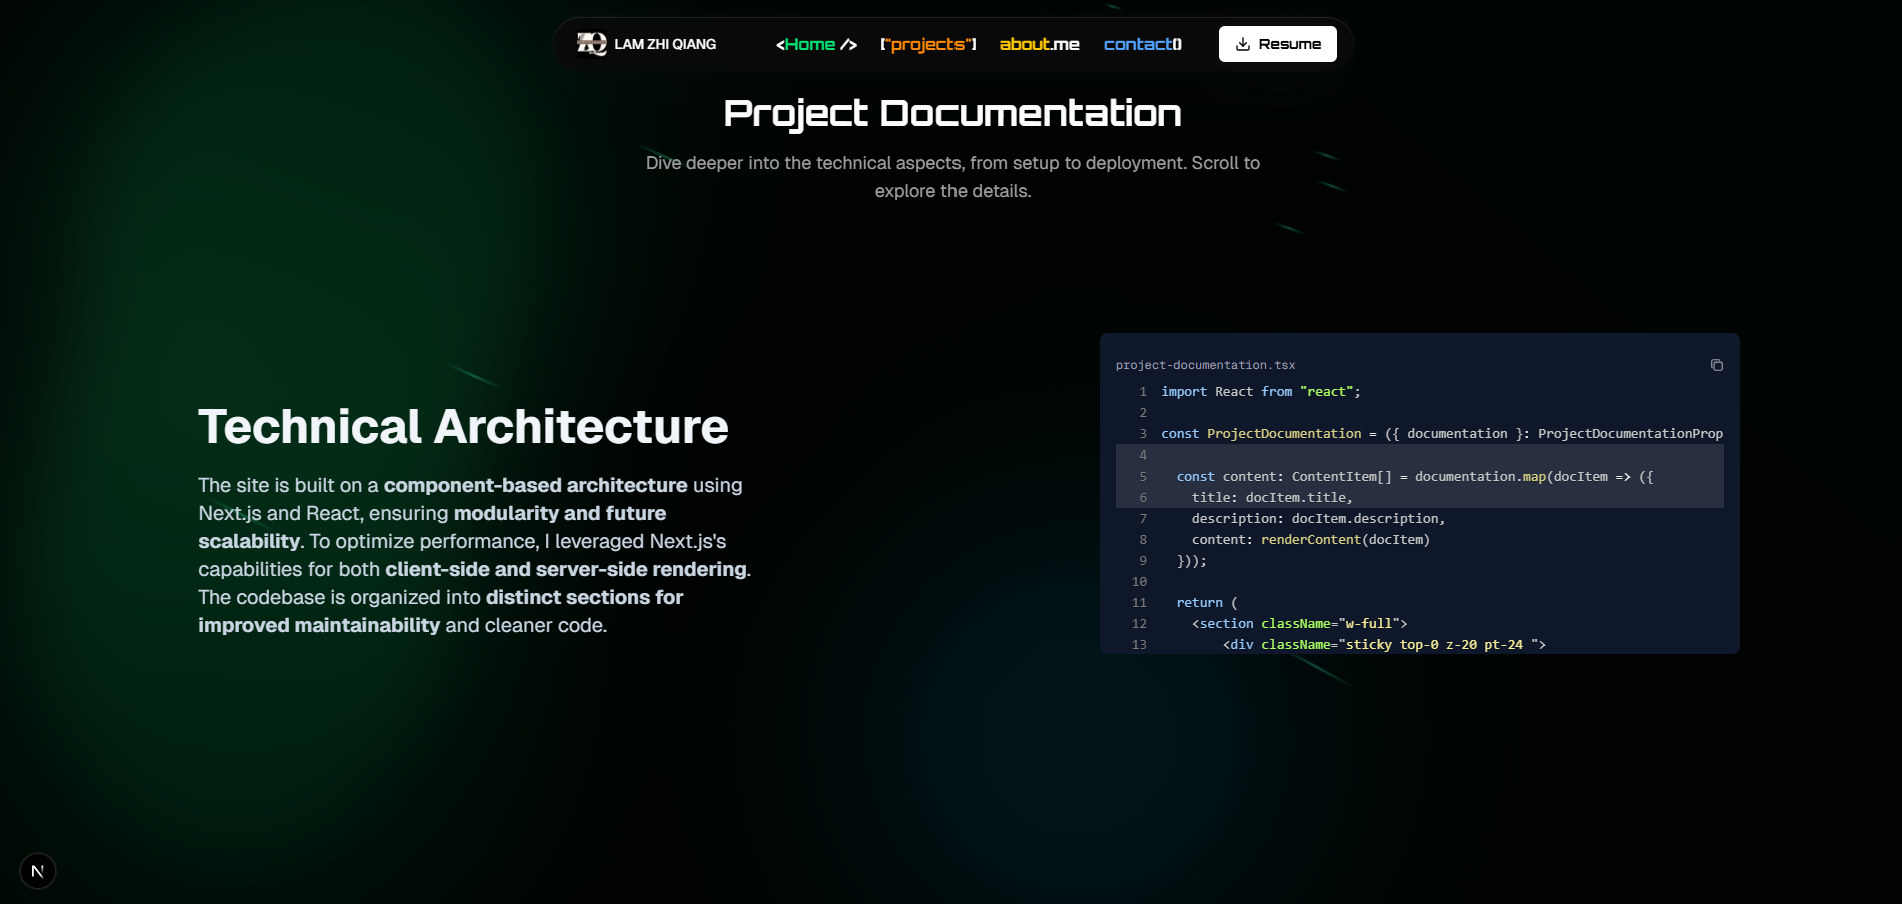 LAM ZHI QIANG
<Home />
["projects"]
about.me
contact()
Resume
Project Documentation
Dive deeper into the technical aspects, from setup to deployment. Scroll to
explore the details.
Technical Architecture
The site is built on a component-based architecture using
Next.js and React, ensuring modularity and future
scalability. To optimize performance, I leveraged Next.js's
capabilities for both client-side and server-side rendering.
The codebase is organized into distinct sections for
improved maintainability and cleaner code.
project-documentation.tsx
1 import React from "react";
2
3 const ProjectDocumentation = ({ documentation }: ProjectDocumentationProp
4
5 const content: ContentItem[] = documentation.map(docItem => ({
6 title: docItem.title,
7 description: docItem.description,
8 content: renderContent(docItem)
9 }));
10
11 return (
12 <section className="w-full">
13 <div className="sticky top-0 z-20 pt-24 ">
N